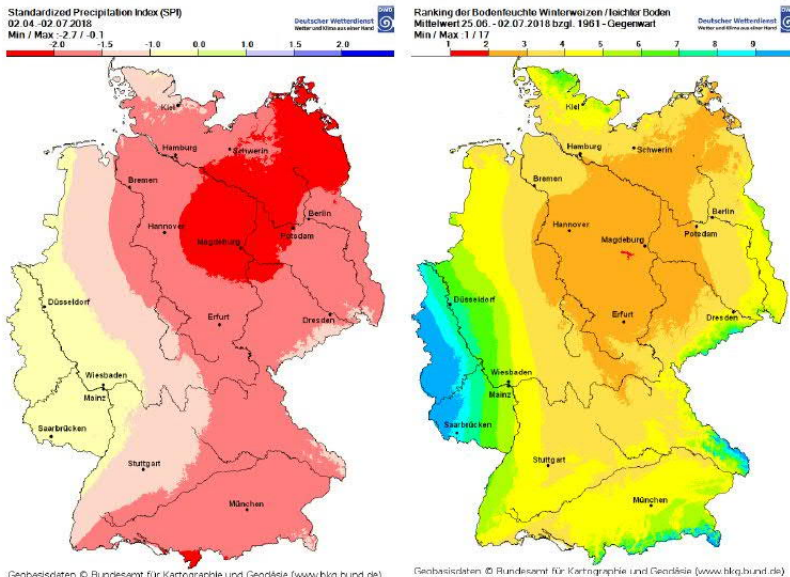 Standardized Precipitation Index (SPI)
02.04.-02.07.2018
Min / Max :-2.7 / -0.1
Deutscher Wetterdienst
Wetter und Klima aus einer Hand
DWD
-2.0
-1.5
-1.0
0.0
1.0
1.5
2.0
Kiel
Hamburg
Schwerin
Bremen
Berlin
Hannover
Potsdam
Magdeburg
Düsseldorf
Erfurt
Dresden
Wiesbaden
Mainz
Saarbrücken
Stuttgart
München
Geobasisdaten © Bundesamt für Kartographie und Geodäsie (www.bkg.bund.de)
Ranking der Bodenfeuchte Winterweizen / leichter Boden
Mittelwert 25.06. - 02.07.2018 bzgl. 1961 - Gegenwart
Min / Max :1 / 17
Deutscher Wetterdienst
Wetter und Klima aus einer Hand
DWD
1
2
3
4
5
6
7
8
9
Kiel
Hamburg
Schwerin
Bremen
Berlin
Hannover
Potsdam
Magdeburg
Düsseldorf
Erfurt
Dresden
Wiesbaden
Mainz
Saarbrücken
Stuttgart
München
Geobasisdaten © Bundesamt für Kartographie und Geodäsie (www.bkg.bund.de)